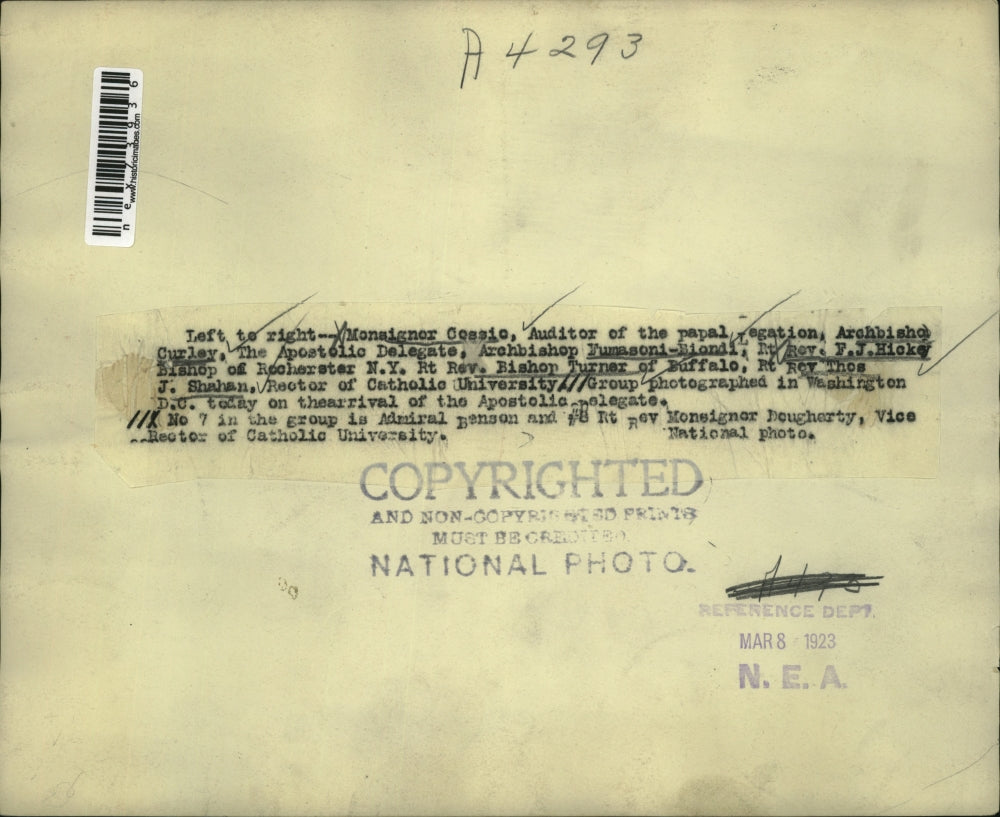 A4293
www.historicimages.com
Left to right--Monsignor Cossio, Auditor of the papal Legation, Archbishop
Curley, The Apostolic Delegate, Archbishop Fumasoni-Biondi, Rt Rev. F.J.Hickey
Bishop of Rocherster N.Y. Rt Rev. Bishop Turner of Buffalo, Rt Rev Thos
J. Shahan, Rector of Catholic University///Group photographed in Washington
D.C. today on thearrival of the Apostolic Delegate.
//X No 7 in the group is Admiral Benson and #8 Rt Rev Monsignor Dougherty, Vice
Rector of Catholic University. National photo.
COPYRIGHTED
AND NON-COPYRIGHTED PRINTS
MUST BE CREDITED
NATIONAL PHOTO.
REFERENCE DEPT.
MAR 8 1923
N. E. A.